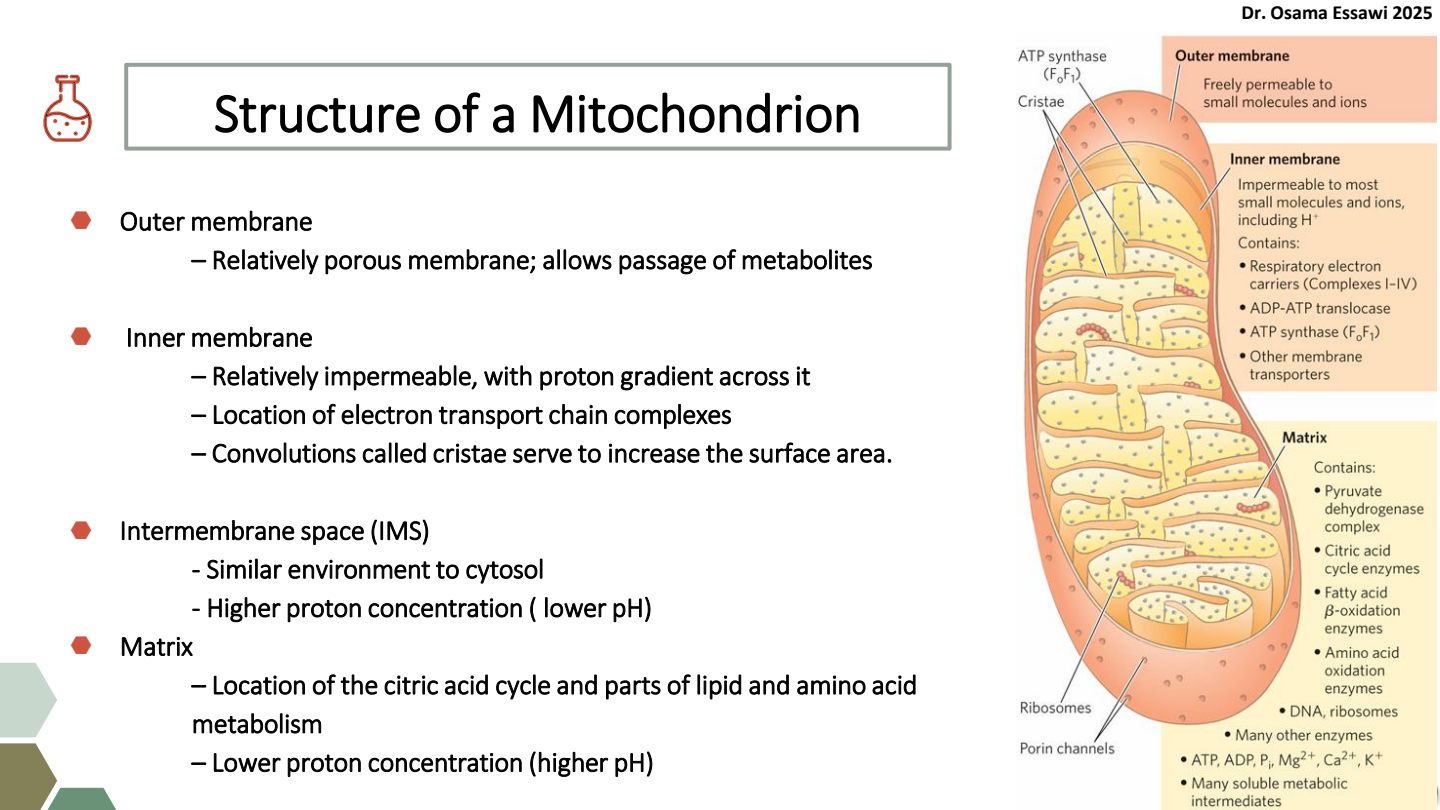 Dr. Osama Essawi 2025
Structure of a Mitochondrion
Outer membrane
– Relatively porous membrane; allows passage of metabolites
Inner membrane
– Relatively impermeable, with proton gradient across it
– Location of electron transport chain complexes
– Convolutions called cristae serve to increase the surface area.
Intermembrane space (IMS)
- Similar environment to cytosol
- Higher proton concentration ( lower pH)
Matrix
– Location of the citric acid cycle and parts of lipid and amino acid
metabolism
– Lower proton concentration (higher pH)
ATP synthase
(FₒF₁)
Cristae
Ribosomes
Porin channels
Outer membrane
Freely permeable to
small molecules and ions
Inner membrane
Impermeable to most
small molecules and ions,
including H⁺
Contains:
• Respiratory electron
carriers (Complexes I–IV)
• ADP-ATP translocase
• ATP synthase (FₒF₁)
• Other membrane
transporters
Matrix
Contains:
• Pyruvate
dehydrogenase
complex
• Citric acid
cycle enzymes
• Fatty acid
β-oxidation
enzymes
• Amino acid
oxidation
enzymes
• DNA, ribosomes
• Many other enzymes
• ATP, ADP, Pᵢ, Mg²⁺, Ca²⁺, K⁺
• Many soluble metabolic
intermediates